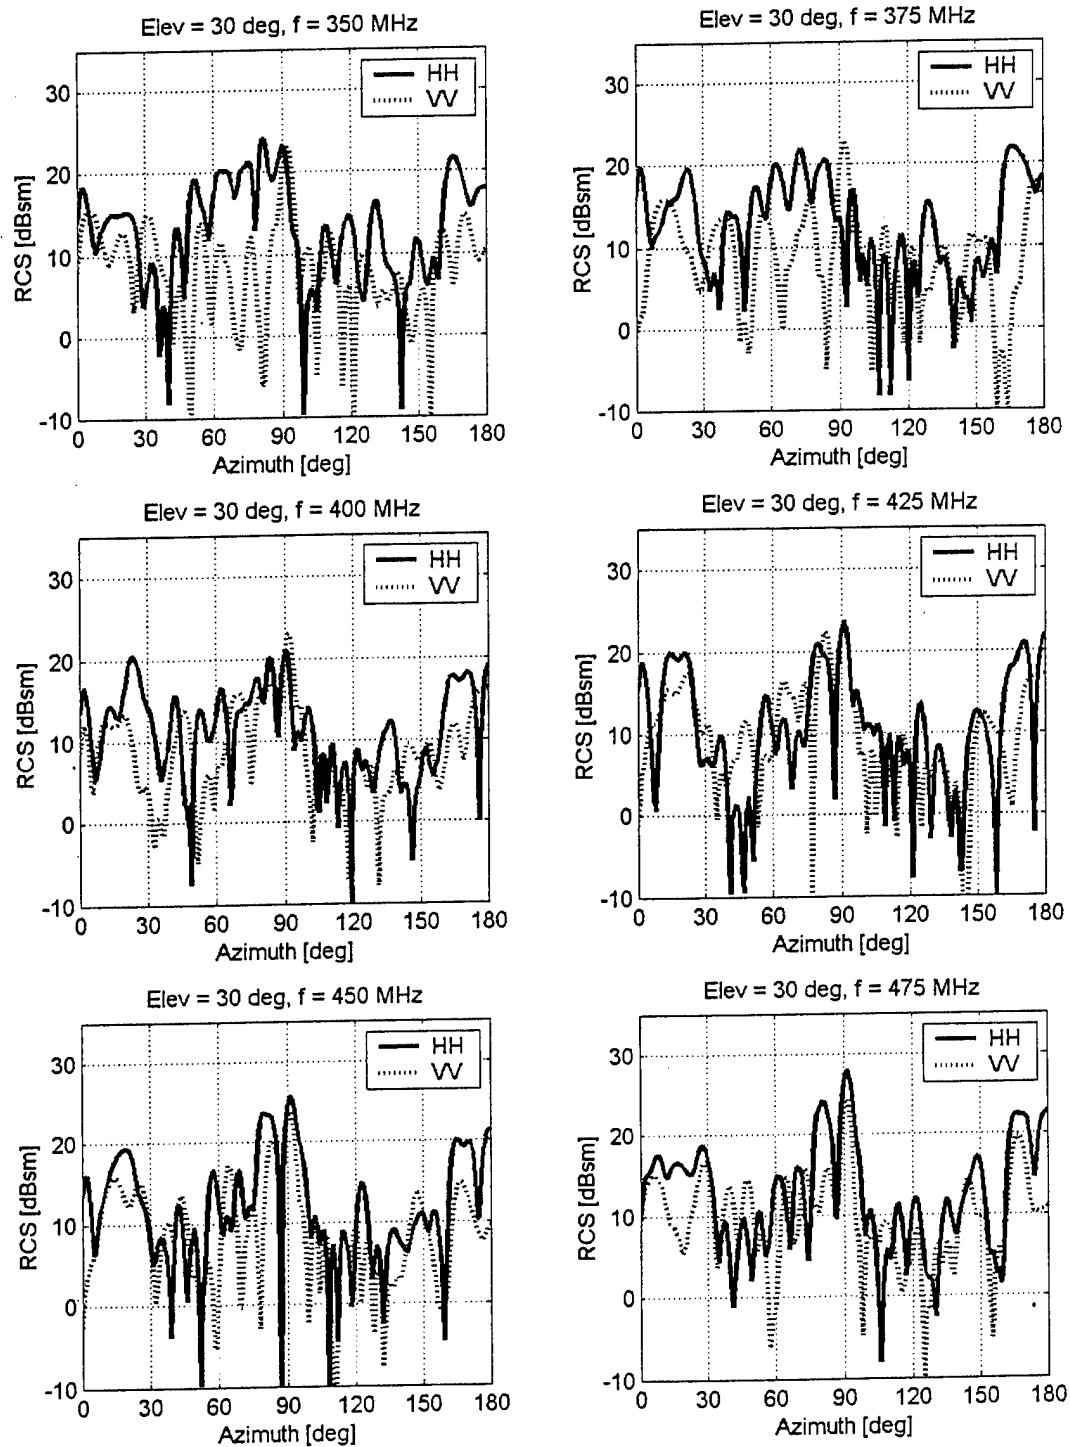 Elev = 30 deg, f = 350 MHz
RCS [dBsm]
30
20
10
0
-10
HH
VV
0 30 60 90 120 150 180
Azimuth [deg]
Elev = 30 deg, f = 375 MHz
RCS [dBsm]
30
20
10
0
-10
HH
VV
0 30 60 90 120 150 180
Azimuth [deg]
Elev = 30 deg, f = 400 MHz
RCS [dBsm]
30
20
10
0
-10
HH
VV
0 30 60 90 120 150 180
Azimuth [deg]
Elev = 30 deg, f = 425 MHz
RCS [dBsm]
30
20
10
0
-10
HH
VV
0 30 60 90 120 150 180
Azimuth [deg]
Elev = 30 deg, f = 450 MHz
RCS [dBsm]
30
20
10
0
-10
HH
VV
0 30 60 90 120 150 180
Azimuth [deg]
Elev = 30 deg, f = 475 MHz
RCS [dBsm]
30
20
10
0
-10
HH
VV
0 30 60 90 120 150 180
Azimuth [deg]